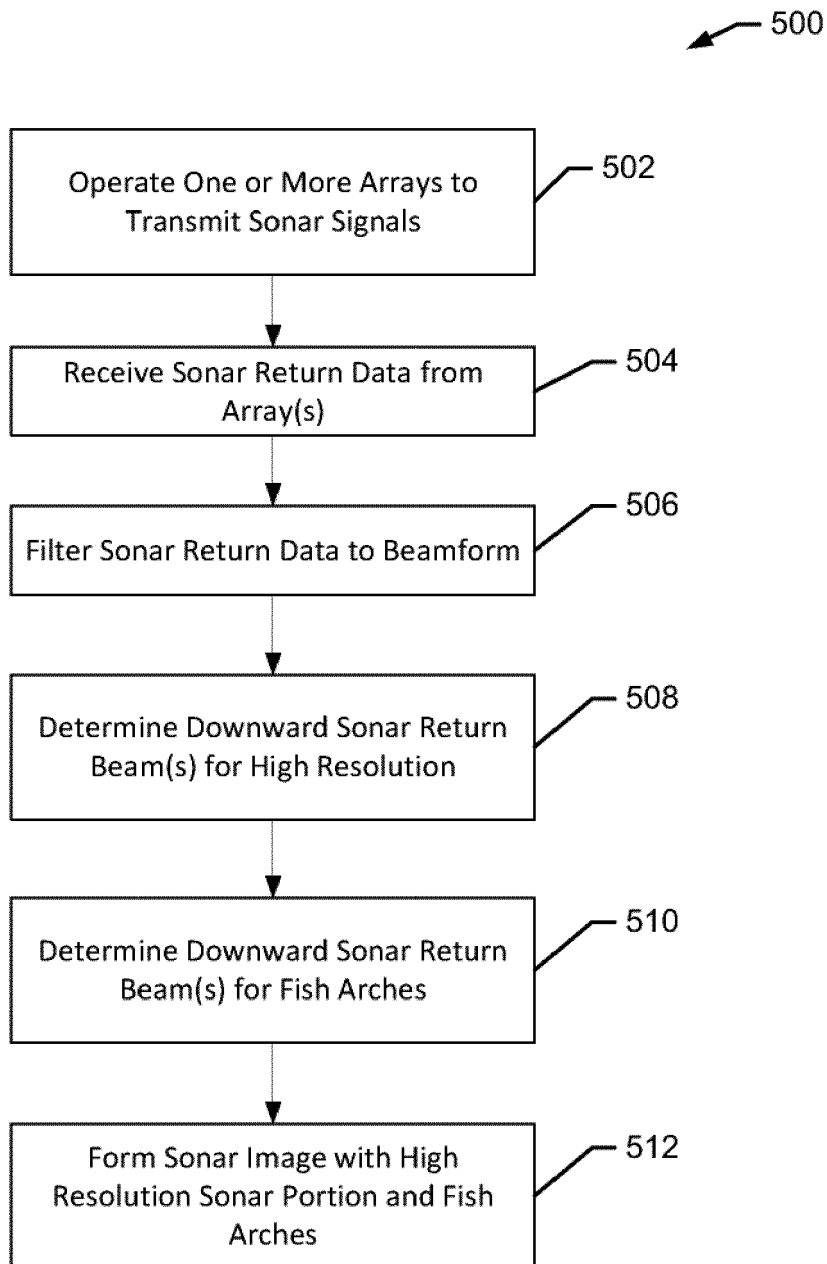 500
Operate One or More Arrays to
Transmit Sonar Signals
502
Receive Sonar Return Data from
Array(s)
504
Filter Sonar Return Data to Beamform
506
Determine Downward Sonar Return
Beam(s) for High Resolution
508
Determine Downward Sonar Return
Beam(s) for Fish Arches
510
Form Sonar Image with High
Resolution Sonar Portion and Fish
Arches
512